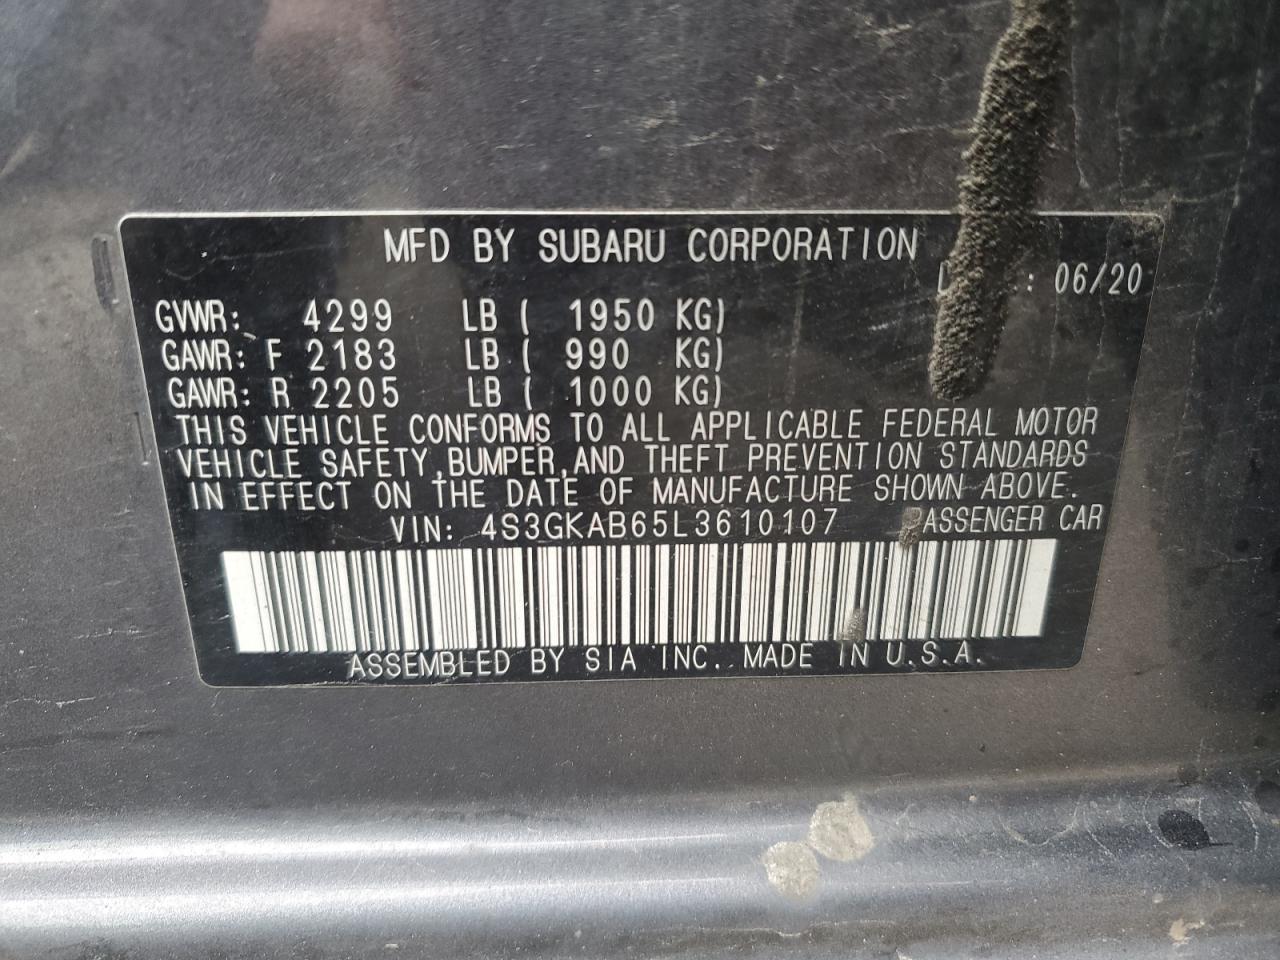 MFD BY SUBARU CORPORATION
: 06/20
GVWR: 4299 LB ( 1950 KG)
GAWR: F 2183 LB ( 990 KG)
GAWR: R 2205 LB ( 1000 KG)
THIS VEHICLE CONFORMS TO ALL APPLICABLE FEDERAL MOTOR
VEHICLE SAFETY, BUMPER, AND THEFT PREVENTION STANDARDS
IN EFFECT ON THE DATE OF MANUFACTURE SHOWN ABOVE.
VIN: 4S3GKAB65L3610107 PASSENGER CAR
ASSEMBLED BY SIA INC. MADE IN U.S.A.